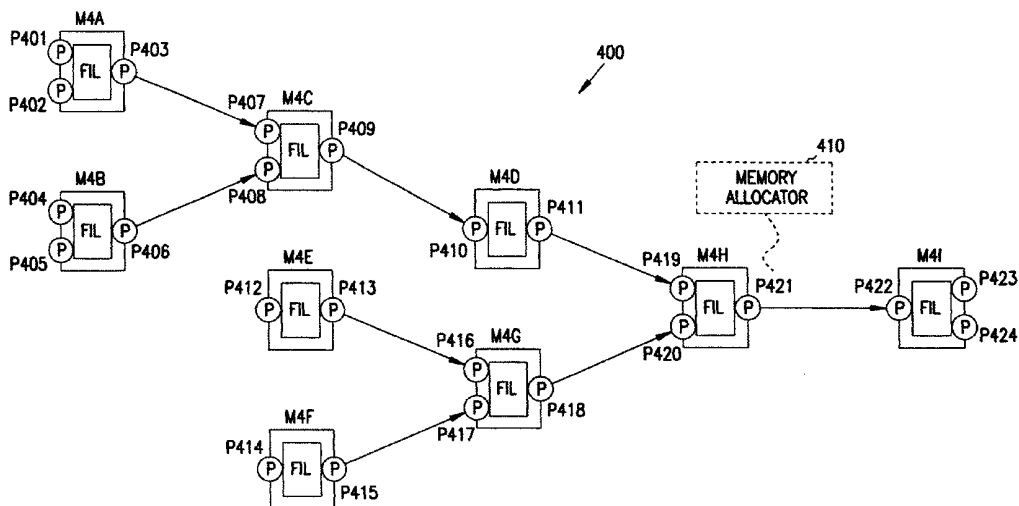 M4A
P401
P
FIL
P
P403
P
P402
400
M4C
P407
P
FIL
P
P409
P
P408
M4B
P404
P
FIL
P
P406
P
P405
410
MEMORY
ALLOCATOR
M4D
P
FIL
P
P411
P410
M4E
P412
P
FIL
P
P413
M4H
P419
P
FIL
P
P421
P
P420
M4I
P422
P
FIL
P
P423
P
P424
M4G
P416
P
FIL
P
P418
P
P417
M4F
P414
P
FIL
P
P415